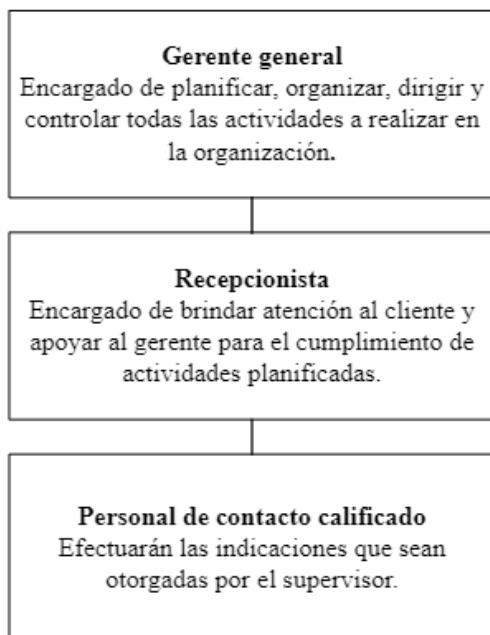 Gerente general
Encargado de planificar, organizar, dirigir y
controlar todas las actividades a realizar en
la organización.
Recepcionista
Encargado de brindar atención al cliente y
apoyar al gerente para el cumplimiento de
actividades planificadas.
Personal de contacto calificado
Efectuarán las indicaciones que sean
otorgadas por el supervisor.